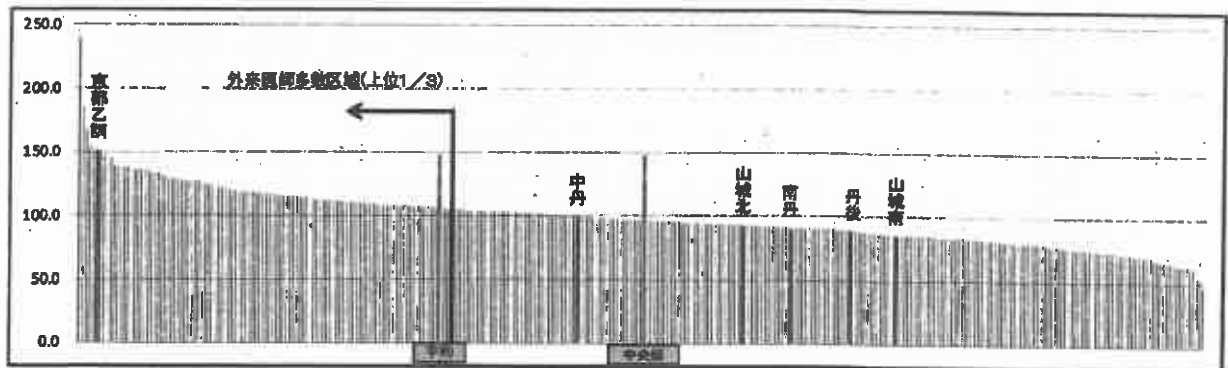 250.0
200.0
150.0
100.0
50.0
0.0
京都乙訓
外来医師多数区域(上位1/3)
中丹
山城北
南丹
丹後
山城南
平均
中央値